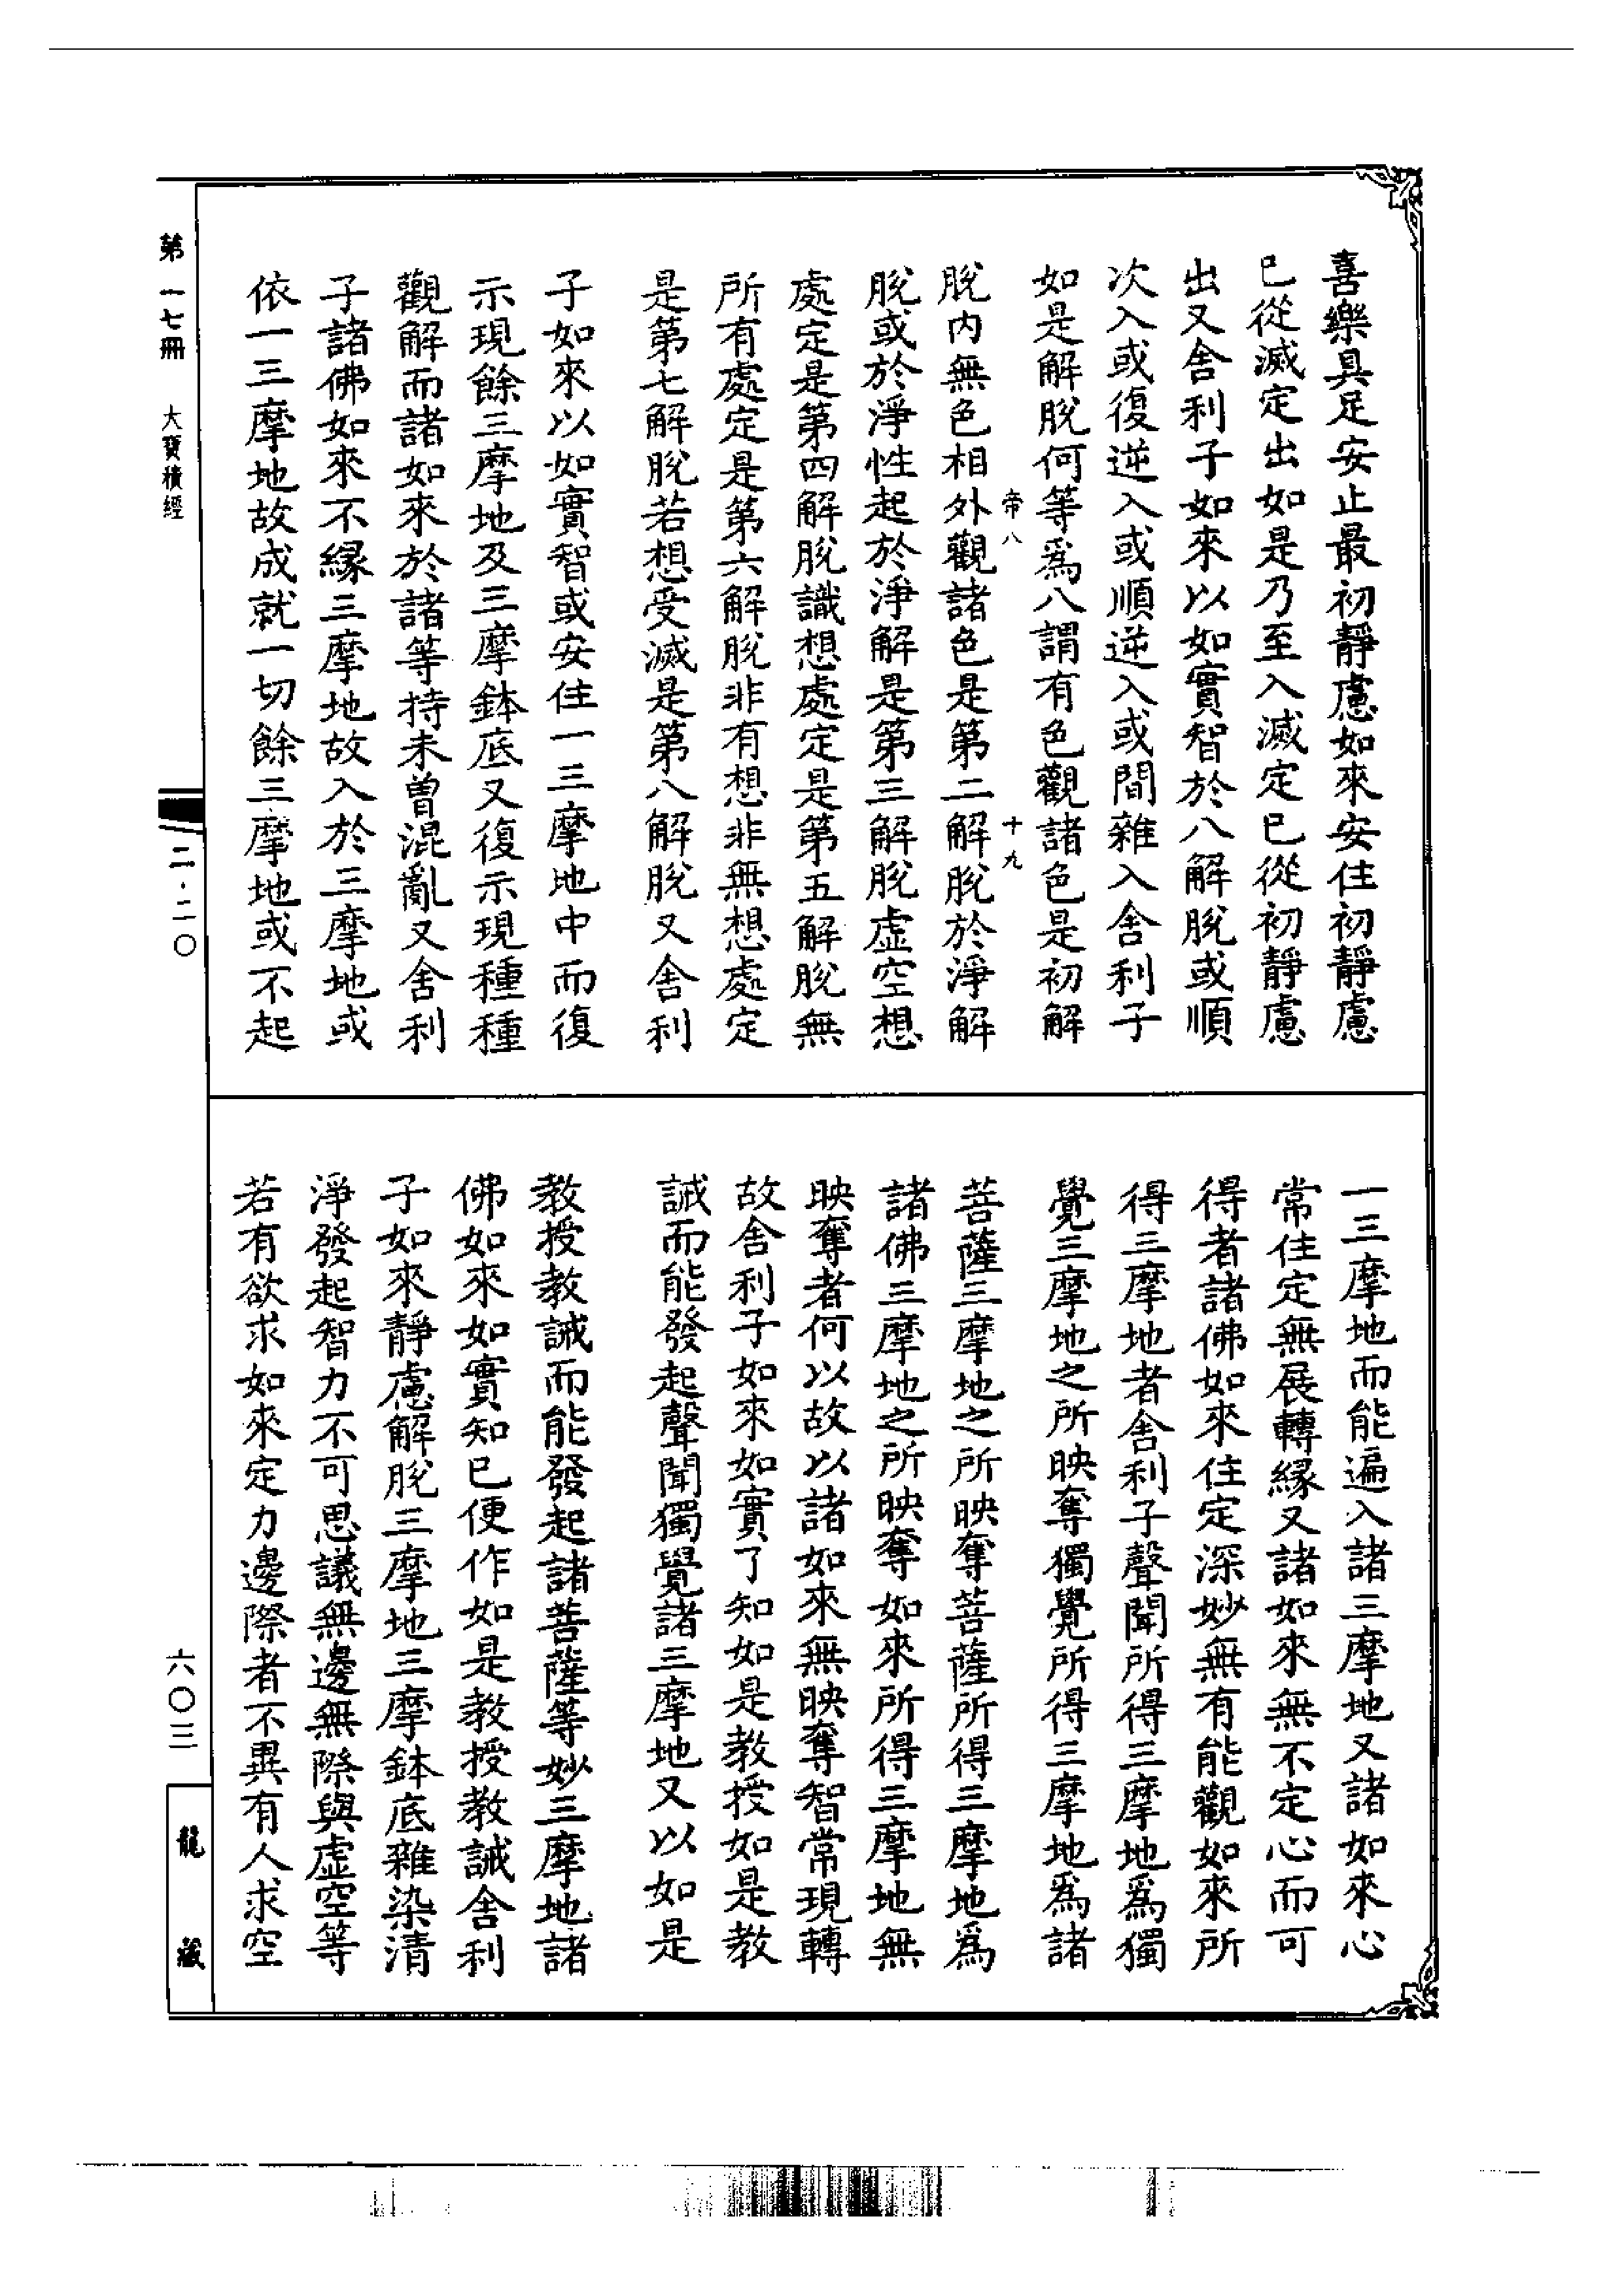 喜樂具足安止最初靜慮如來安住初靜慮
已從滅定出如是乃至入滅定已從初靜慮
出又舍利子如來以如實智於八解脫或順
次入或復逆入或順逆入或間雜入舍利子
如是解脫何等爲八謂有色觀諸色是初解
帝八 十九
脫內無色相外觀諸色是第二解脫於淨解
脫或於淨性起於淨解是第三解脫虛空想
處定是第四解脫識想處定是第五解脫無
所有處定是第六解脫非有想非無想處定
是第七解脫若想受滅是第八解脫又舍利
子如來以如實智或安住一三摩地中而復
示現餘三摩地及三摩鉢底又復示現種種
觀解而諸如來於諸等持未曾混亂又舍利
子諸佛如來不緣三摩地故入於三摩地或
依一三摩地故成就一切餘三摩地或不起
一三摩地而能遍入諸三摩地又諸如來心
常住定無展轉緣又諸如來無不定心而可
得者諸佛如來住定深妙無有能觀如來所
得三摩地者舍利子聲聞所得三摩地爲獨
覺三摩地之所映奪獨覺所得三摩地爲諸
菩薩三摩地之所映奪菩薩所得三摩地爲
諸佛三摩地之所映奪如來所得三摩地無
映奪者何以故以諸如來無映奪智常現轉
故舍利子如來如實了知如是教授如是教
誡而能發起聲聞獨覺諸三摩地又以如是
教授教誡而能發起諸菩薩等妙三摩地諸
佛如來如實知已便作如是教授教誡舍利
子如來靜慮解脫三摩地三摩鉢底雜染清
淨發起智力不可思議無邊無際與虛空等
若有欲求如來定力邊際者不異有人求空
第一七冊 大寶積經
二·二〇
六〇三
龍藏